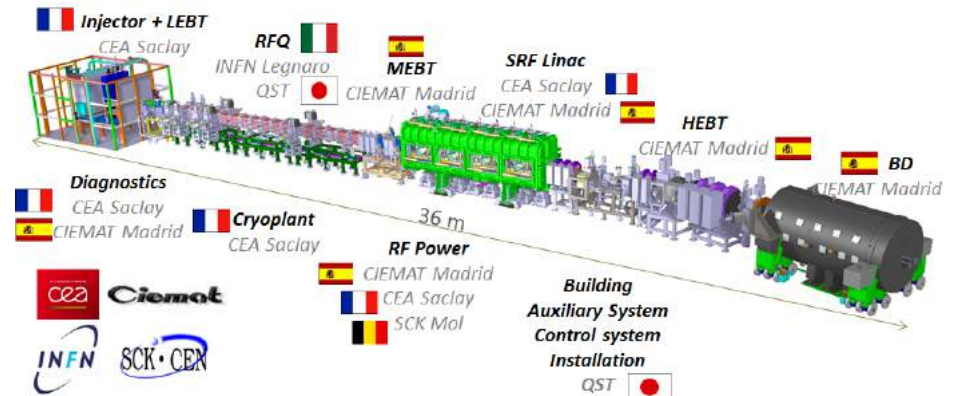 Injector + LEBT
CEA Saclay
RFQ
INFN Legnaro
QST
MEBT
CIEMAT Madrid
SRF Linac
CEA Saclay
CIEMAT Madrid
HEBT
CIEMAT Madrid
BD
CIEMAT Madrid
Diagnostics
CEA Saclay
CIEMAT Madrid
Cryoplant
CEA Saclay
36 m
RF Power
CIEMAT Madrid
CEA Saclay
SCK Mol
Building
Auxiliary System
Control system
Installation
QST
cea
Ciemat
INFN
SCK•CEN